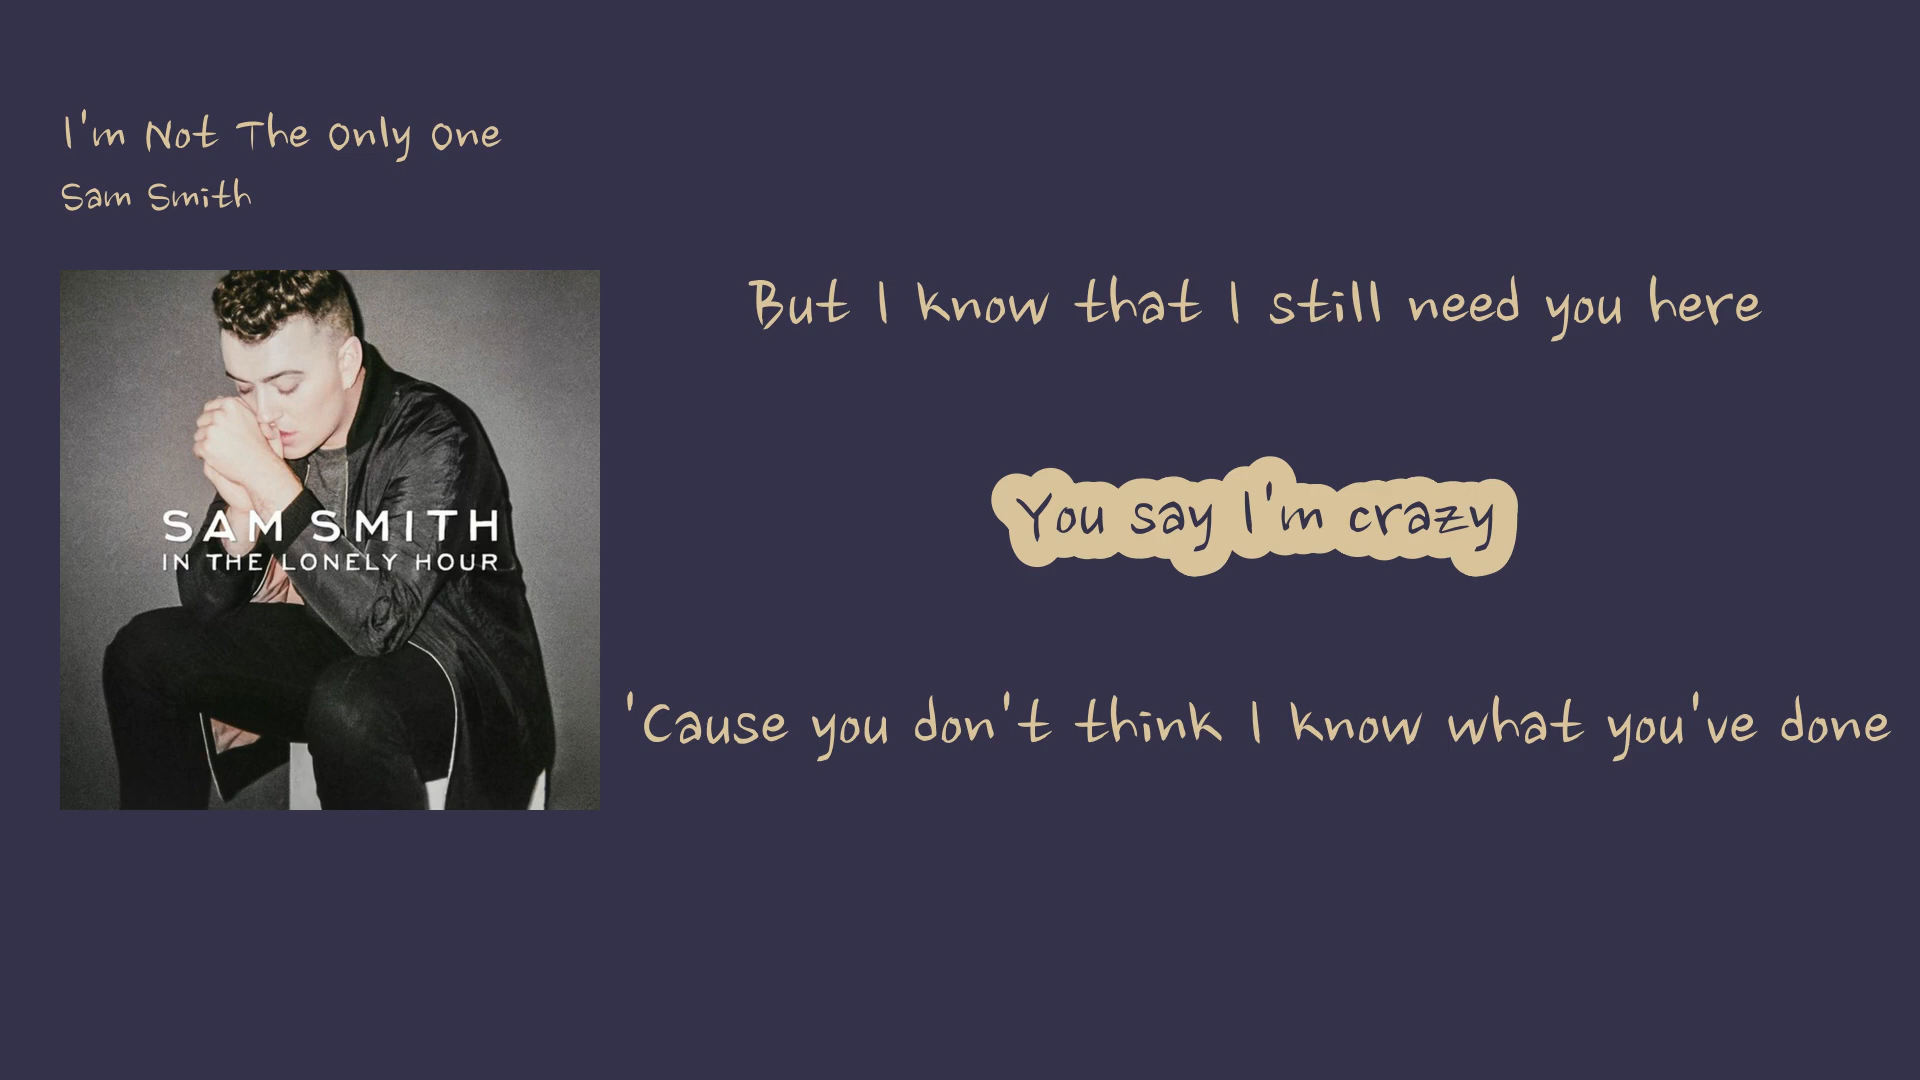 I'm Not The Only One
Sam Smith
SAM SMITH
IN THE LONELY HOUR
But I know that I still need you here
You say I'm crazy
'Cause you don't think I know what you've done